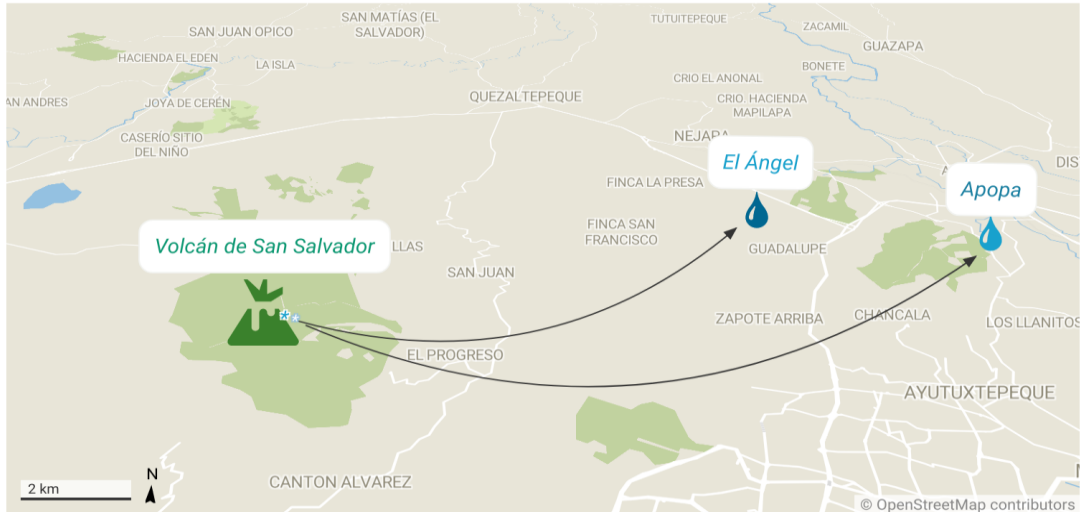 SAN MATÍAS (EL
SALVADOR)
TUTUITEPEQUE
ZACAMIL
SAN JUAN OPICO
GUAZAPA
HACIENDA EL EDEN
LA ISLA
BONETE
CRIO EL ANONAL
AN ANDRES
JOYA DE CERÉN
QUEZALTEPEQUE
CRIO. HACIENDA
MAPILAPA
CASERÍO SITIO
DEL NIÑO
NEJAPA
El Ángel
DIS
FINCA LA PRESA
Apopa
FINCA SAN
FRANCISCO
Volcán de San Salvador
LLAS
GUADALUPE
SAN JUAN
ZAPOTE ARRIBA
CHANCALA
LOS LLANITOS
EL PROGRESO
AYUTUXTEPEQUE
CANTON ALVAREZ
N
2 km
© OpenStreetMap contributors